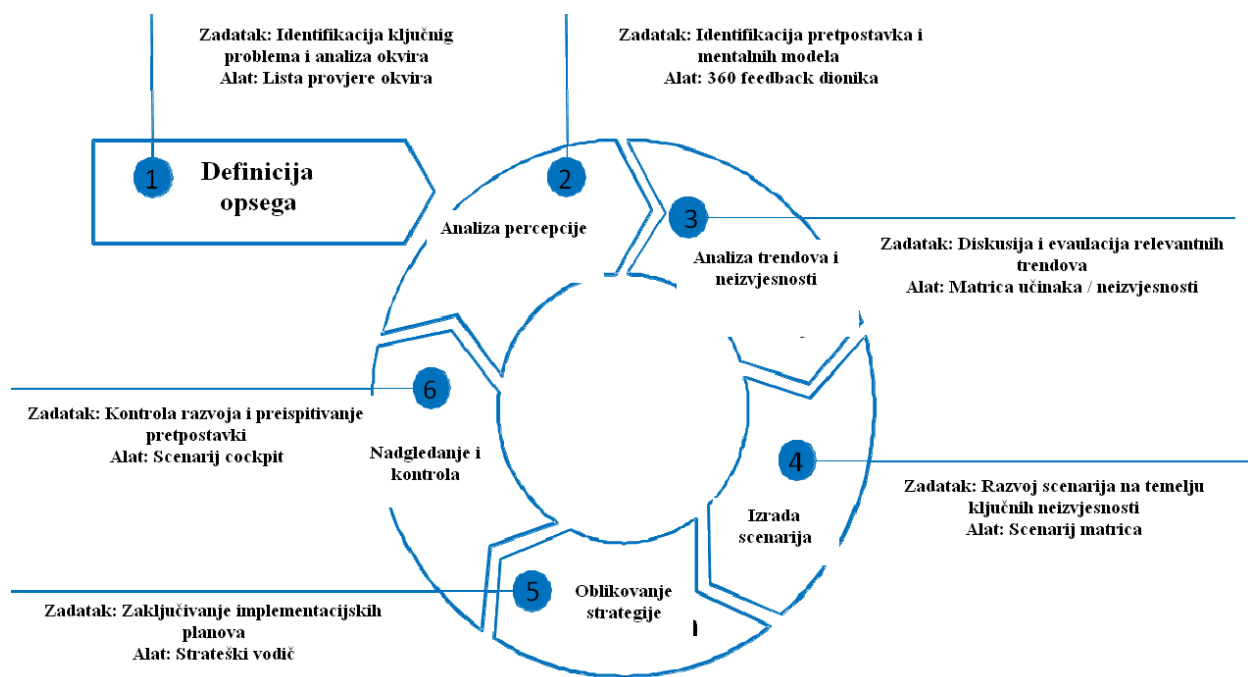 Zadatak: Identifikacija ključnig
problema i analiza okvira
Alat: Lista provjere okvira
Zadatak: Identifikacija pretpostavka i
mentalnih modela
Alat: 360 feedback dionika
1
Definicija
opsega
2
Analiza percepcije
3
Analiza trendova i
neizvjesnosti
Zadatak: Diskusija i evaulacija relevantnih
trendova
Alat: Matrica učinaka / neizvjesnosti
6
Zadatak: Kontrola razvoja i preispitivanje
pretpostavki
Alat: Scenarij cockpit
Nadgledanje i
kontrola
4
Izrada
scenarija
Zadatak: Razvoj scenarija na temelju
ključnih neizvjesnosti
Alat: Scenarij matrica
5
Oblikovanje
strategije
Zadatak: Zaključivanje implementacijskih
planova
Alat: Strateški vodič